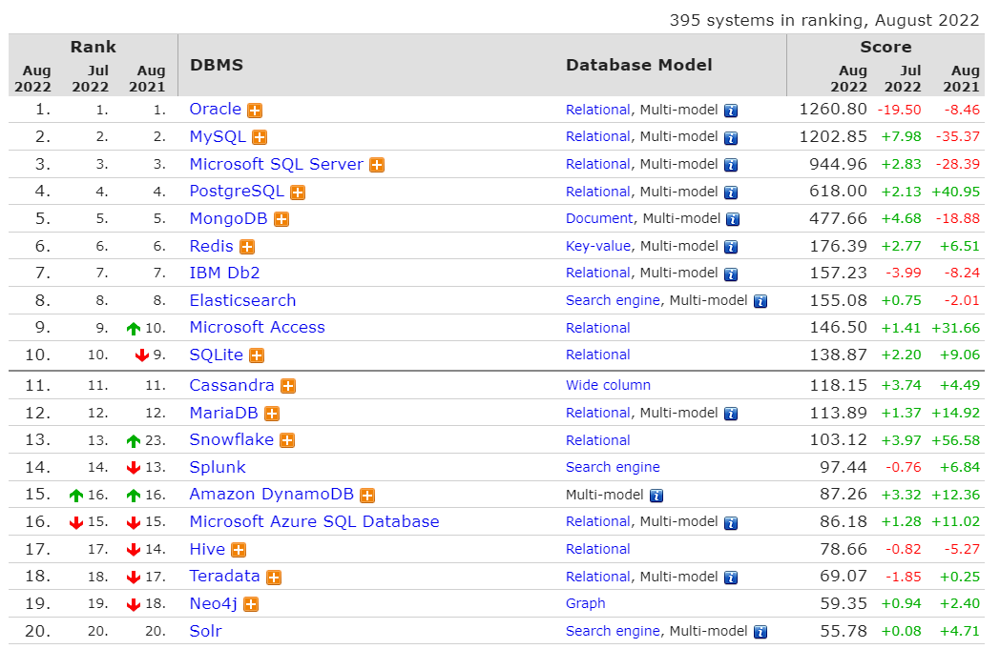 395 systems in ranking, August 2022
Rank DBMS Database Model Score
Aug 2022 Jul 2022 Aug 2021 Aug 2022 Jul 2022 Aug 2021
1. 1. 1. Oracle Relational, Multi-model 1260.80 -19.50 -8.46
2. 2. 2. MySQL Relational, Multi-model 1202.85 +7.98 -35.37
3. 3. 3. Microsoft SQL Server Relational, Multi-model 944.96 +2.83 -28.39
4. 4. 4. PostgreSQL Relational, Multi-model 618.00 +2.13 +40.95
5. 5. 5. MongoDB Document, Multi-model 477.66 +4.68 -18.88
6. 6. 6. Redis Key-value, Multi-model 176.39 +2.77 +6.51
7. 7. 7. IBM Db2 Relational, Multi-model 157.23 -3.99 -8.24
8. 8. 8. Elasticsearch Search engine, Multi-model 155.08 +0.75 -2.01
9. 9. 10. Microsoft Access Relational 146.50 +1.41 +31.66
10. 10. 9. SQLite Relational 138.87 +2.20 +9.06
11. 11. 11. Cassandra Wide column 118.15 +3.74 +4.49
12. 12. 12. MariaDB Relational, Multi-model 113.89 +1.37 +14.92
13. 13. 23. Snowflake Relational 103.12 +3.97 +56.58
14. 14. 13. Splunk Search engine 97.44 -0.76 +6.84
15. 16. 16. Amazon DynamoDB Multi-model 87.26 +3.32 +12.36
16. 15. 15. Microsoft Azure SQL Database Relational, Multi-model 86.18 +1.28 +11.02
17. 17. 14. Hive Relational 78.66 -0.82 -5.27
18. 18. 17. Teradata Relational, Multi-model 69.07 -1.85 +0.25
19. 19. 18. Neo4j Graph 59.35 +0.94 +2.40
20. 20. 20. Solr Search engine, Multi-model 55.78 +0.08 +4.71